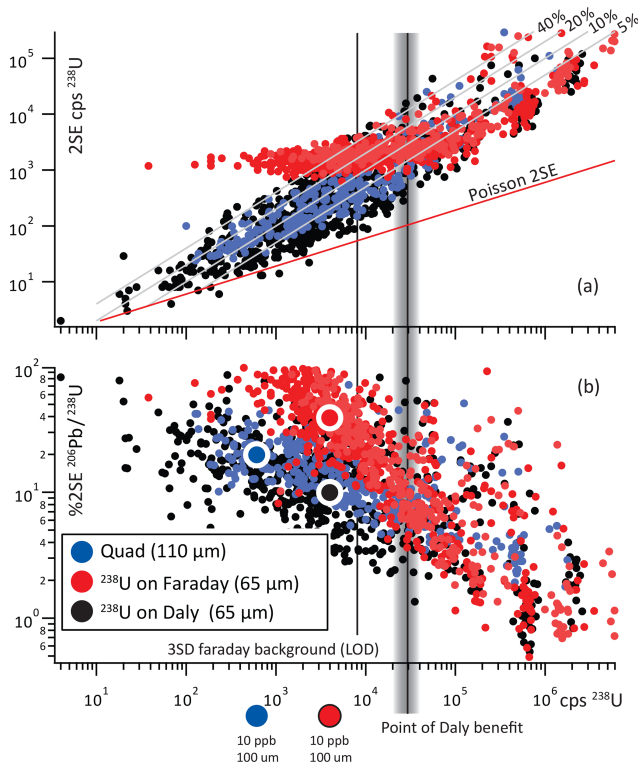 40%
20%
10%
5%
10⁵
10⁴
10³
10²
10¹
2SE cps ²³⁸U
Poisson 2SE
(a)
10²
8
6
4
2
10¹
8
6
4
2
10⁰
8
6
%2SE ²⁰⁶Pb/²³⁸U
(b)
Quad (110 µm)
²³⁸U on Faraday (65 µm)
²³⁸U on Daly (65 µm)
3SD faraday background (LOD)
10¹
10²
10³
10⁴
10⁵
10⁶
cps ²³⁸U
10 ppb
100 um
10 ppb
100 um
Point of Daly benefit